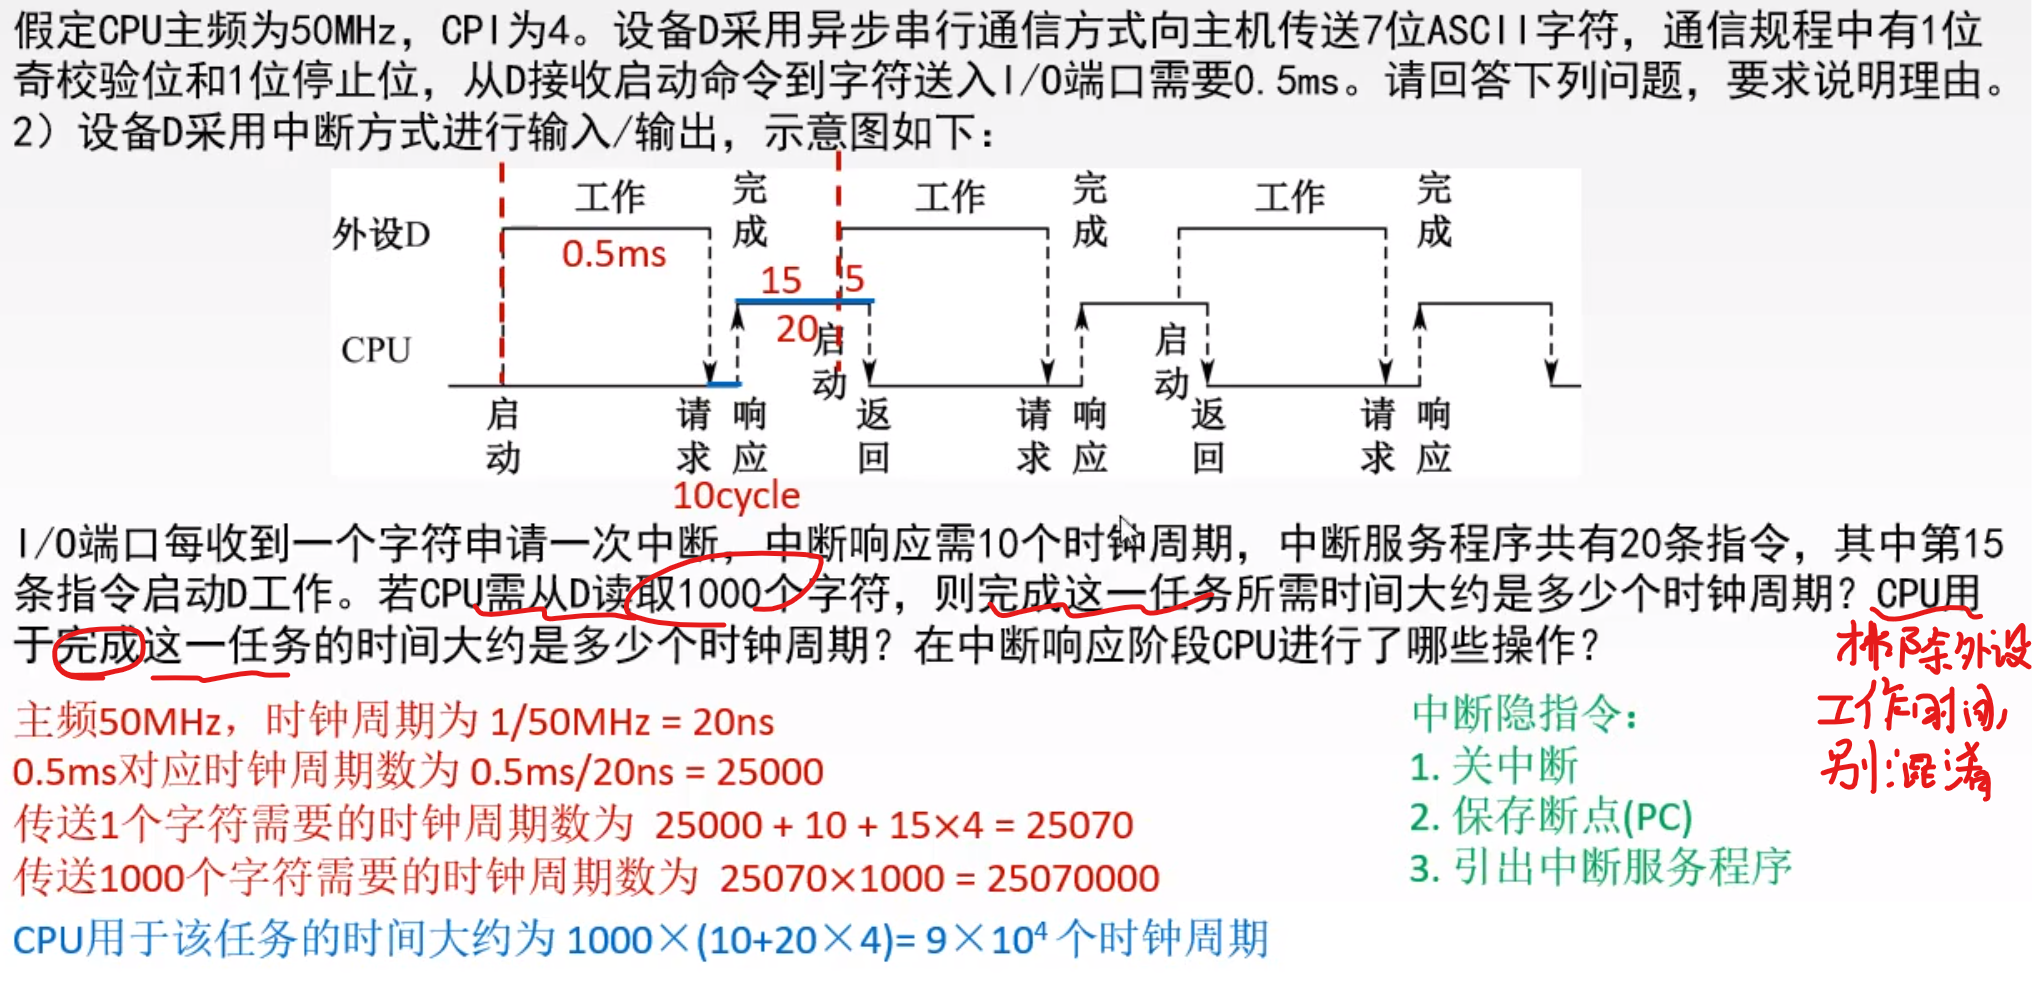 假定CPU主频为50MHz，CPI为4。设备D采用异步串行通信方式向主机传送7位ASCII字符，通信规程中有1位
奇校验位和1位停止位，从D接收启动命令到字符送入I/O端口需要0.5ms。请回答下列问题，要求说明理由。
2）设备D采用中断方式进行输入/输出，示意图如下：
工作 完成 工作 完成 工作 完成
外设D
0.5ms
15 5
20
启动 启动
CPU
启动 请求 响应 返回 请求 响应 返回 请求 响应
10cycle
I/O端口每收到一个字符申请一次中断，中断响应需10个时钟周期，中断服务程序共有20条指令，其中第15
条指令启动D工作。若CPU需从D读取1000个字符，则完成这一任务所需时间大约是多少个时钟周期？CPU用
于完成这一任务的时间大约是多少个时钟周期？在中断响应阶段CPU进行了哪些操作？
排除外设
工作时间，
别混淆
主频50MHz，时钟周期为 1/50MHz = 20ns
0.5ms对应时钟周期数为 0.5ms/20ns = 25000
传送1个字符需要的时钟周期数为 25000 + 10 + 15×4 = 25070
传送1000个字符需要的时钟周期数为 25070×1000 = 25070000
CPU用于该任务的时间大约为 1000×(10+20×4)= 9×10⁴ 个时钟周期
中断隐指令：
1. 关中断
2. 保存断点(PC)
3. 引出中断服务程序